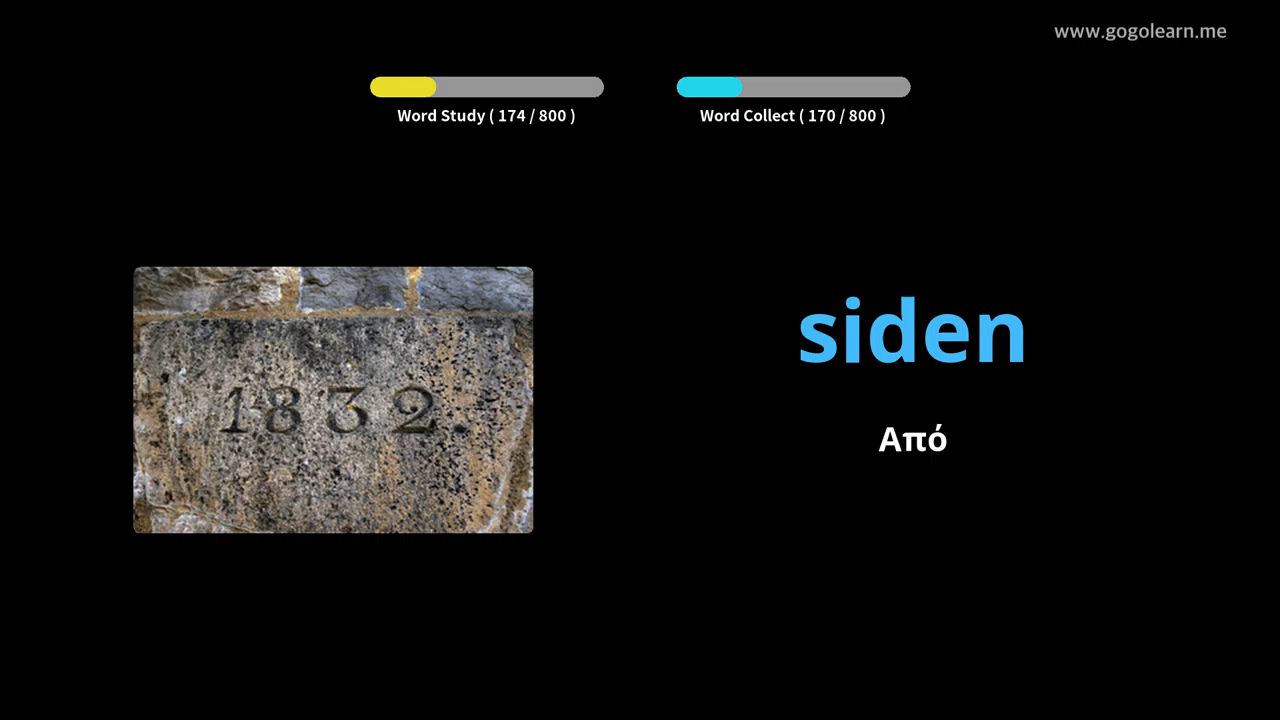 www.gogolearn.me
Word Study ( 174 / 800 )
Word Collect ( 170 / 800 )
1832.
siden
Από